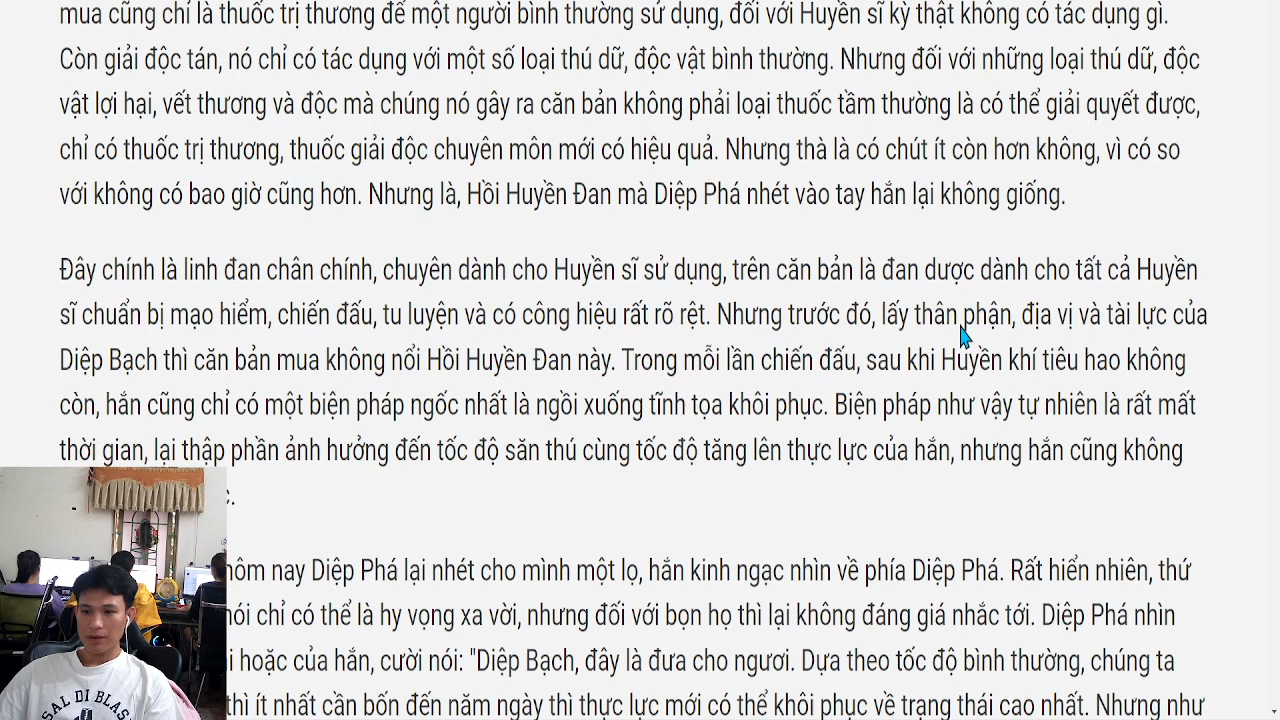 mua cũng chỉ là thuốc trị thương để một người bình thường sử dụng, đối với Huyền sĩ kỳ thật không có tác dụng gì.
Còn giải độc tán, nó chỉ có tác dụng với một số loại thú dữ, độc vật bình thường. Nhưng đối với những loại thú dữ, độc
vật lợi hại, vết thương và độc mà chúng nó gây ra căn bản không phải loại thuốc tầm thường là có thể giải quyết được,
chỉ có thuốc trị thương, thuốc giải độc chuyên môn mới có hiệu quả. Nhưng thà là có chút ít còn hơn không, vì có so
với không có bao giờ cũng hơn. Nhưng là, Hồi Huyền Đan mà Diệp Phá nhét vào tay hắn lại không giống.
Đây chính là linh đan chân chính, chuyên dành cho Huyền sĩ sử dụng, trên căn bản là đan dược dành cho tất cả Huyền
sĩ chuẩn bị mạo hiểm, chiến đấu, tu luyện và có công hiệu rất rõ rệt. Nhưng trước đó, lấy thân phận, địa vị và tài lực của
Diệp Bạch thì căn bản mua không nổi Hồi Huyền Đan này. Trong mỗi lần chiến đấu, sau khi Huyền khí tiêu hao không
còn, hắn cũng chỉ có một biện pháp ngốc nhất là ngồi xuống tĩnh tọa khôi phục. Biện pháp như vậy tự nhiên là rất mất
thời gian, lại thập phần ảnh hưởng đến tốc độ săn thú cùng tốc độ tăng lên thực lực của hắn, nhưng hắn cũng không
c.
hôm nay Diệp Phá lại nhét cho mình một lọ, hắn kinh ngạc nhìn về phía Diệp Phá. Rất hiển nhiên, thứ
nói chỉ có thể là hy vọng xa vời, nhưng đối với bọn họ thì lại không đáng giá nhắc tới. Diệp Phá nhìn
i hoặc của hắn, cười nói: "Diệp Bạch, đây là đưa cho ngươi. Dựa theo tốc độ bình thường, chúng ta
thì ít nhất cần bốn đến năm ngày thì thực lực mới có thể khôi phục về trạng thái cao nhất. Nhưng như
SAL DI BLAS